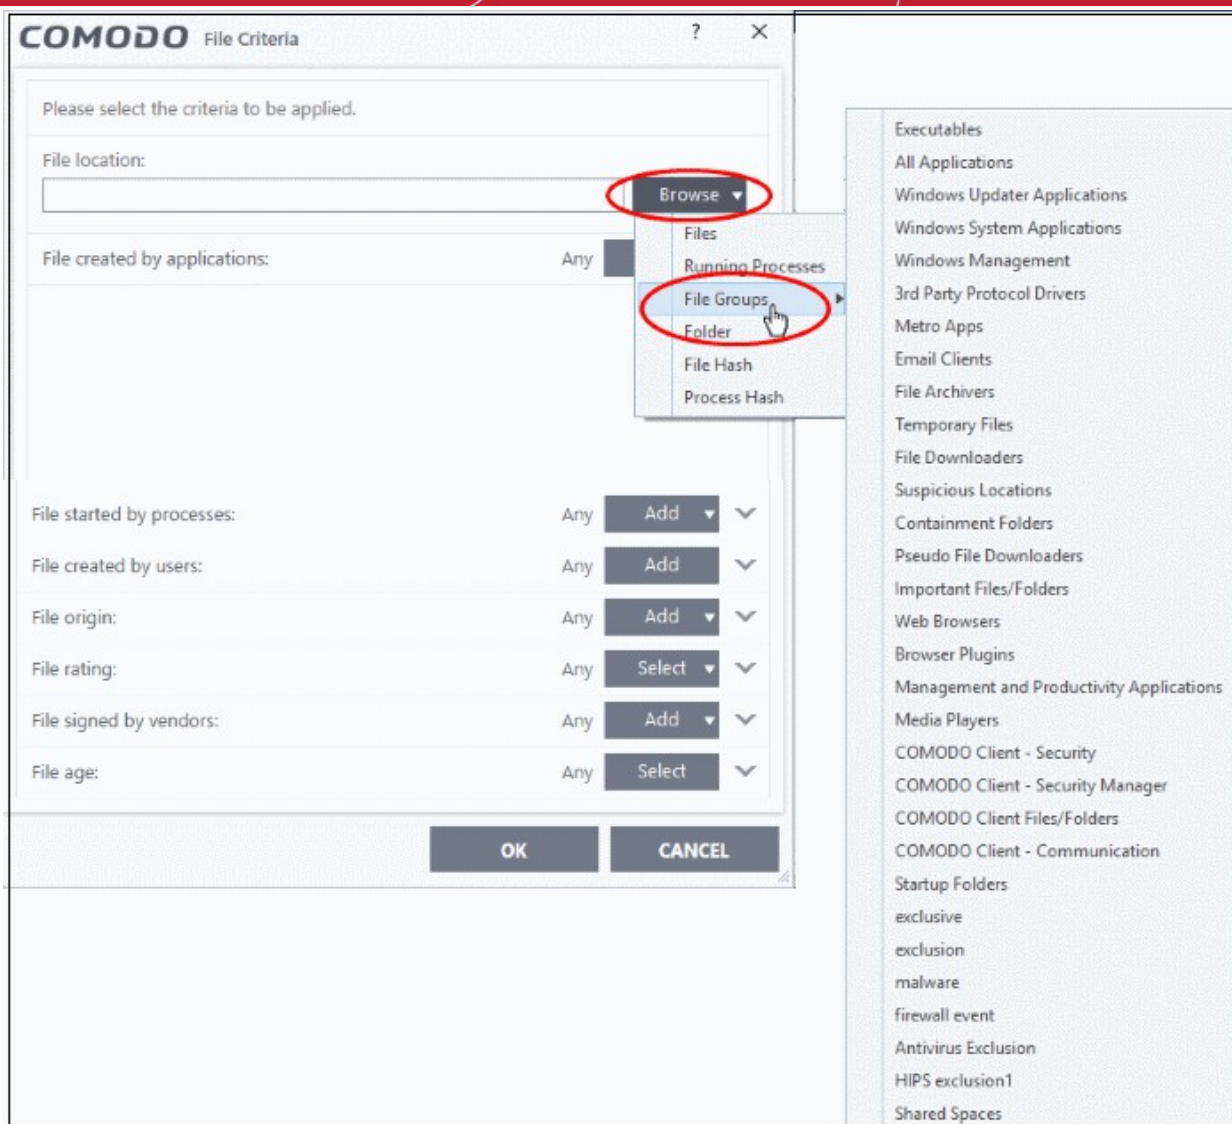 COMODO File Criteria ?
Please select the criteria to be applied.
File location:
Browse
Files
File created by applications: Any
Running Processes
File Groups
Folder
File Hash
Process Hash
File started by processes: Any Add
File created by users: Any Add
File origin: Any Add
File rating: Any Select
File signed by vendors: Any Add
File age: Any Select
OK CANCEL
Executables
All Applications
Windows Updater Applications
Windows System Applications
Windows Management
3rd Party Protocol Drivers
Metro Apps
Email Clients
File Archivers
Temporary Files
File Downloaders
Suspicious Locations
Containment Folders
Pseudo File Downloaders
Important Files/Folders
Web Browsers
Browser Plugins
Management and Productivity Applications
Media Players
COMODO Client - Security
COMODO Client - Security Manager
COMODO Client Files/Folders
COMODO Client - Communication
Startup Folders
exclusive
exclusion
malware
firewall event
Antivirus Exclusion
HIPS exclusion1
Shared Spaces